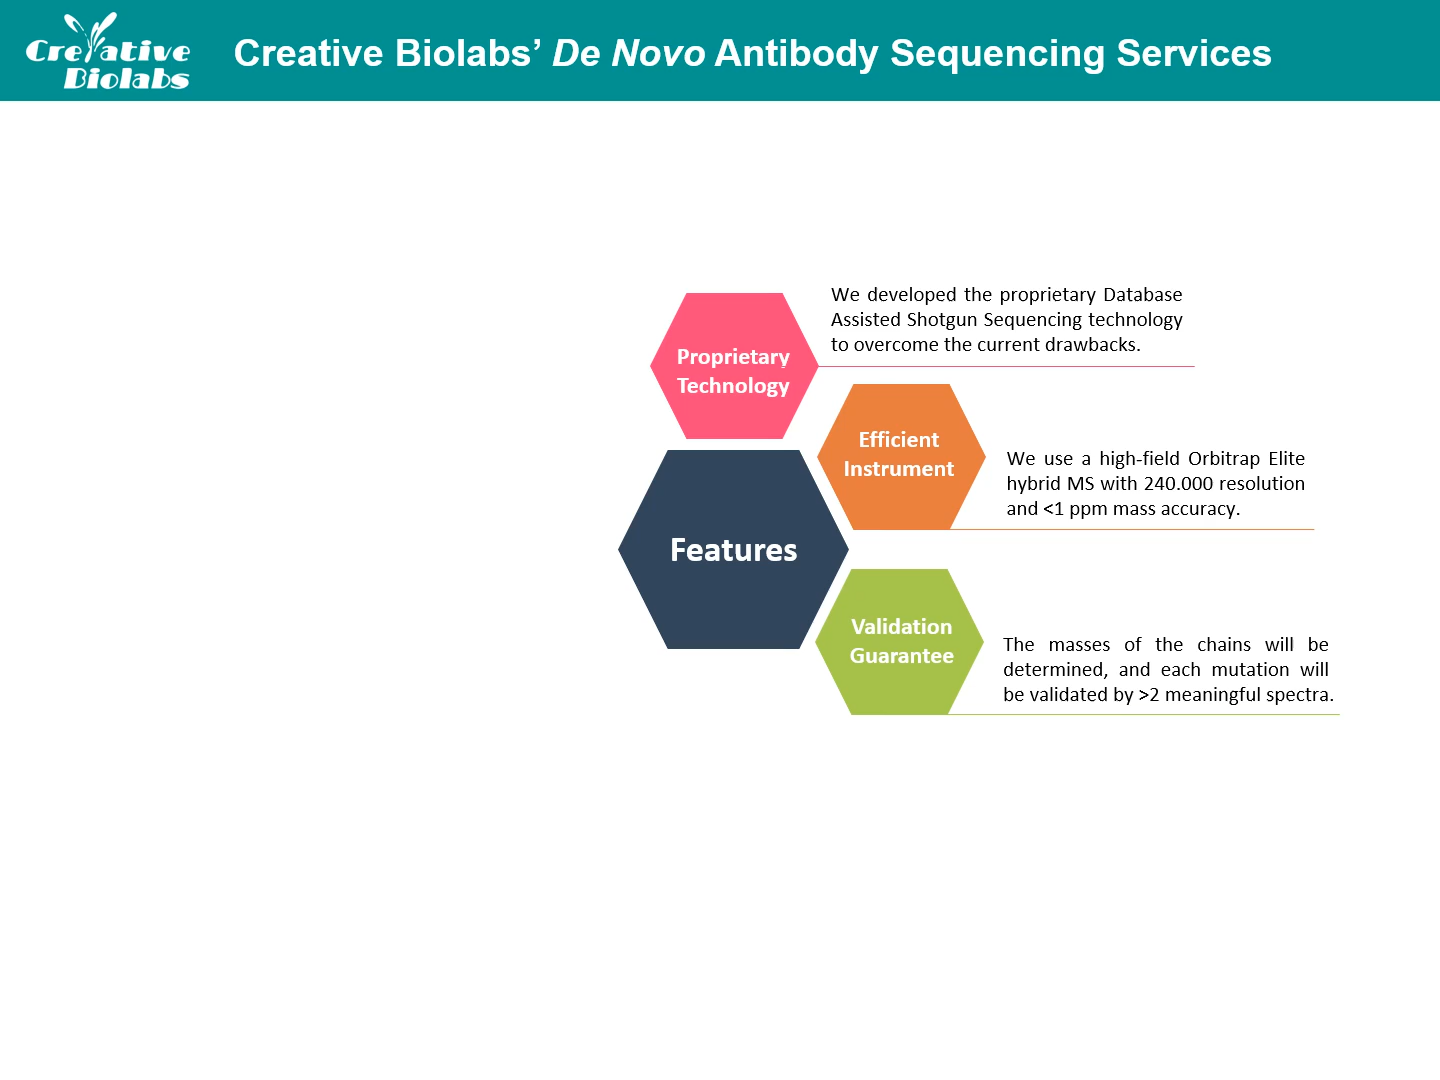 Creative
Biolabs
Creative Biolabs’ De Novo Antibody Sequencing Services
Proprietary
Technology
We developed the proprietary Database
Assisted Shotgun Sequencing technology
to overcome the current drawbacks.
Efficient
Instrument
We use a high-field Orbitrap Elite
hybrid MS with 240.000 resolution
and <1 ppm mass accuracy.
Features
Validation
Guarantee
The masses of the chains will be
determined, and each mutation will
be validated by >2 meaningful spectra.